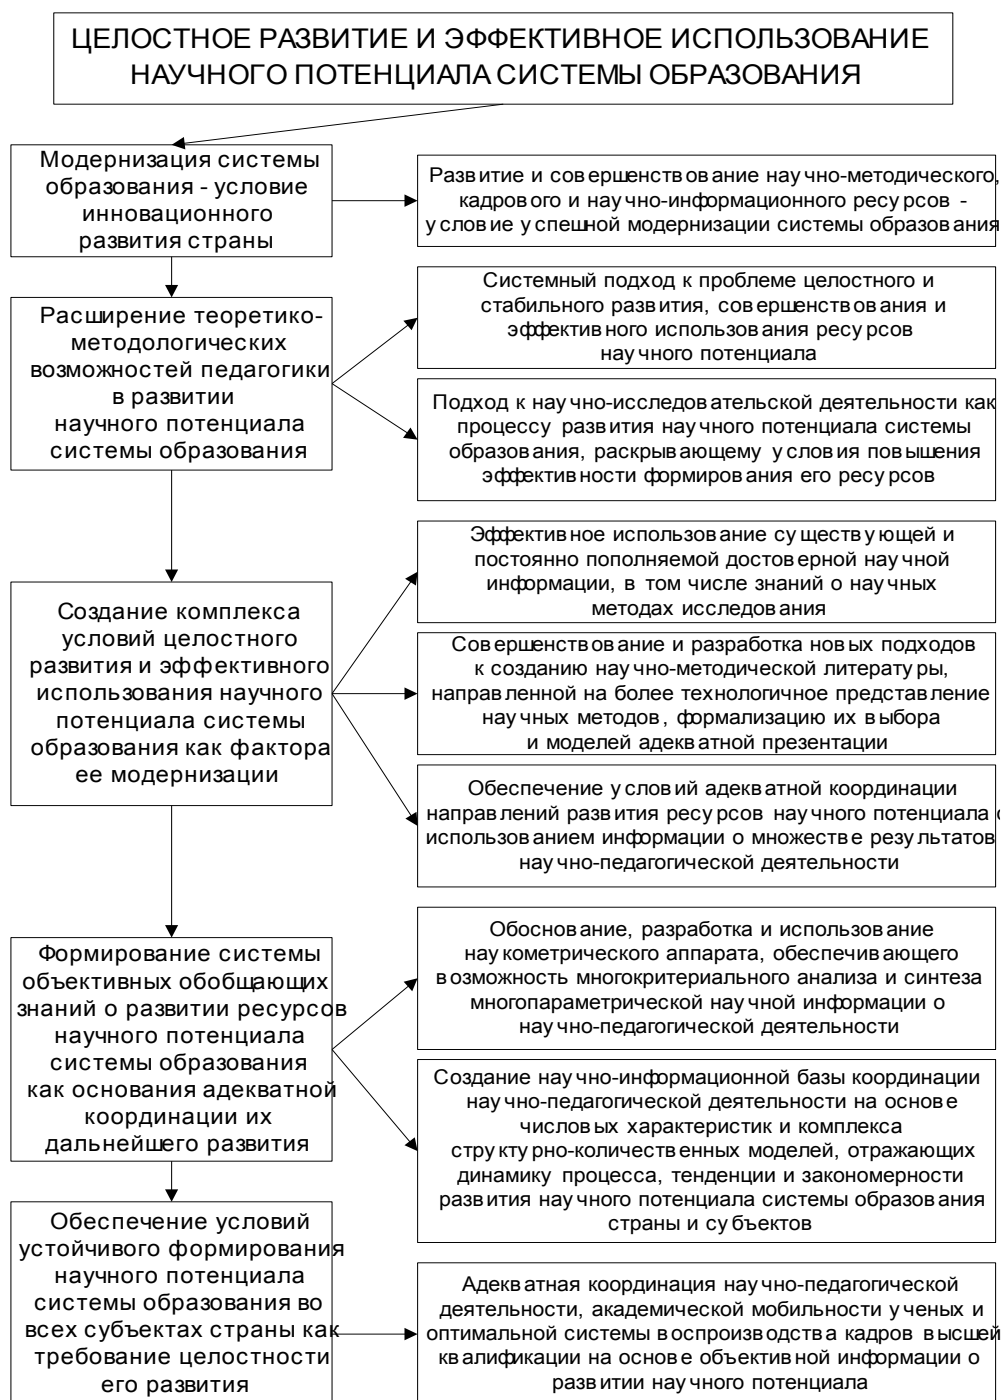 ЦЕЛОСТНОЕ РАЗВИТИЕ И ЭФФЕКТИВНОЕ ИСПОЛЬЗОВАНИЕ
НАУЧНОГО ПОТЕНЦИАЛА СИСТЕМЫ ОБРАЗОВАНИЯ
Модернизация системы
образования - условие
инновационного
развития страны
Развитие и совершенствование научно-методического,
кадрового и научно-информационного ресурсов -
условие успешной модернизации системы образования
Расширение теоретико-
методологических
возможностей педагогики
в развитии
научного потенциала
системы образования
Системный подход к проблеме целостного и
стабильного развития, совершенствования и
эффективного использования ресурсов
научного потенциала
Подход к научно-исследовательской деятельности как
процессу развития научного потенциала системы
образования, раскрывающему условия повышения
эффективности формирования его ресурсов
Создание комплекса
условий целостного
развития и эффективного
использования научного
потенциала системы
образования как фактора
ее модернизации
Эффективное использование существующей и
постоянно пополняемой достоверной научной
информации, в том числе знаний о научных
методах исследования
Совершенствование и разработка новых подходов
к созданию научно-методической литературы,
направленной на более технологичное представление
научных методов, формализацию их выбора
и моделей адекватной презентации
Обеспечение условий адекватной координации
направлений развития ресурсов научного потенциала с
использованием информации о множестве результатов
научно-педагогической деятельности
Формирование системы
объективных обобщающих
знаний о развитии ресурсов
научного потенциала
системы образования
как основания адекватной
координации их
дальнейшего развития
Обоснование, разработка и использование
наукометрического аппарата, обеспечивающего
возможность многокритериального анализа и синтеза
многопараметрической научной информации о
научно-педагогической деятельности
Создание научно-информационной базы координации
научно-педагогической деятельности на основе
числовых характеристик и комплекса
структурно-количественных моделей, отражающих
динамику процесса, тенденции и закономерности
развития научного потенциала системы образования
страны и субъектов
Обеспечение условий
устойчивого формирования
научного потенциала
системы образования во
всех субъектах страны как
требование целостности
его развития
Адекватная координация научно-педагогической
деятельности, академической мобильности ученых и
оптимальной системы воспроизводства кадров высшей
квалификации на основе объективной информации о
развитии научного потенциала